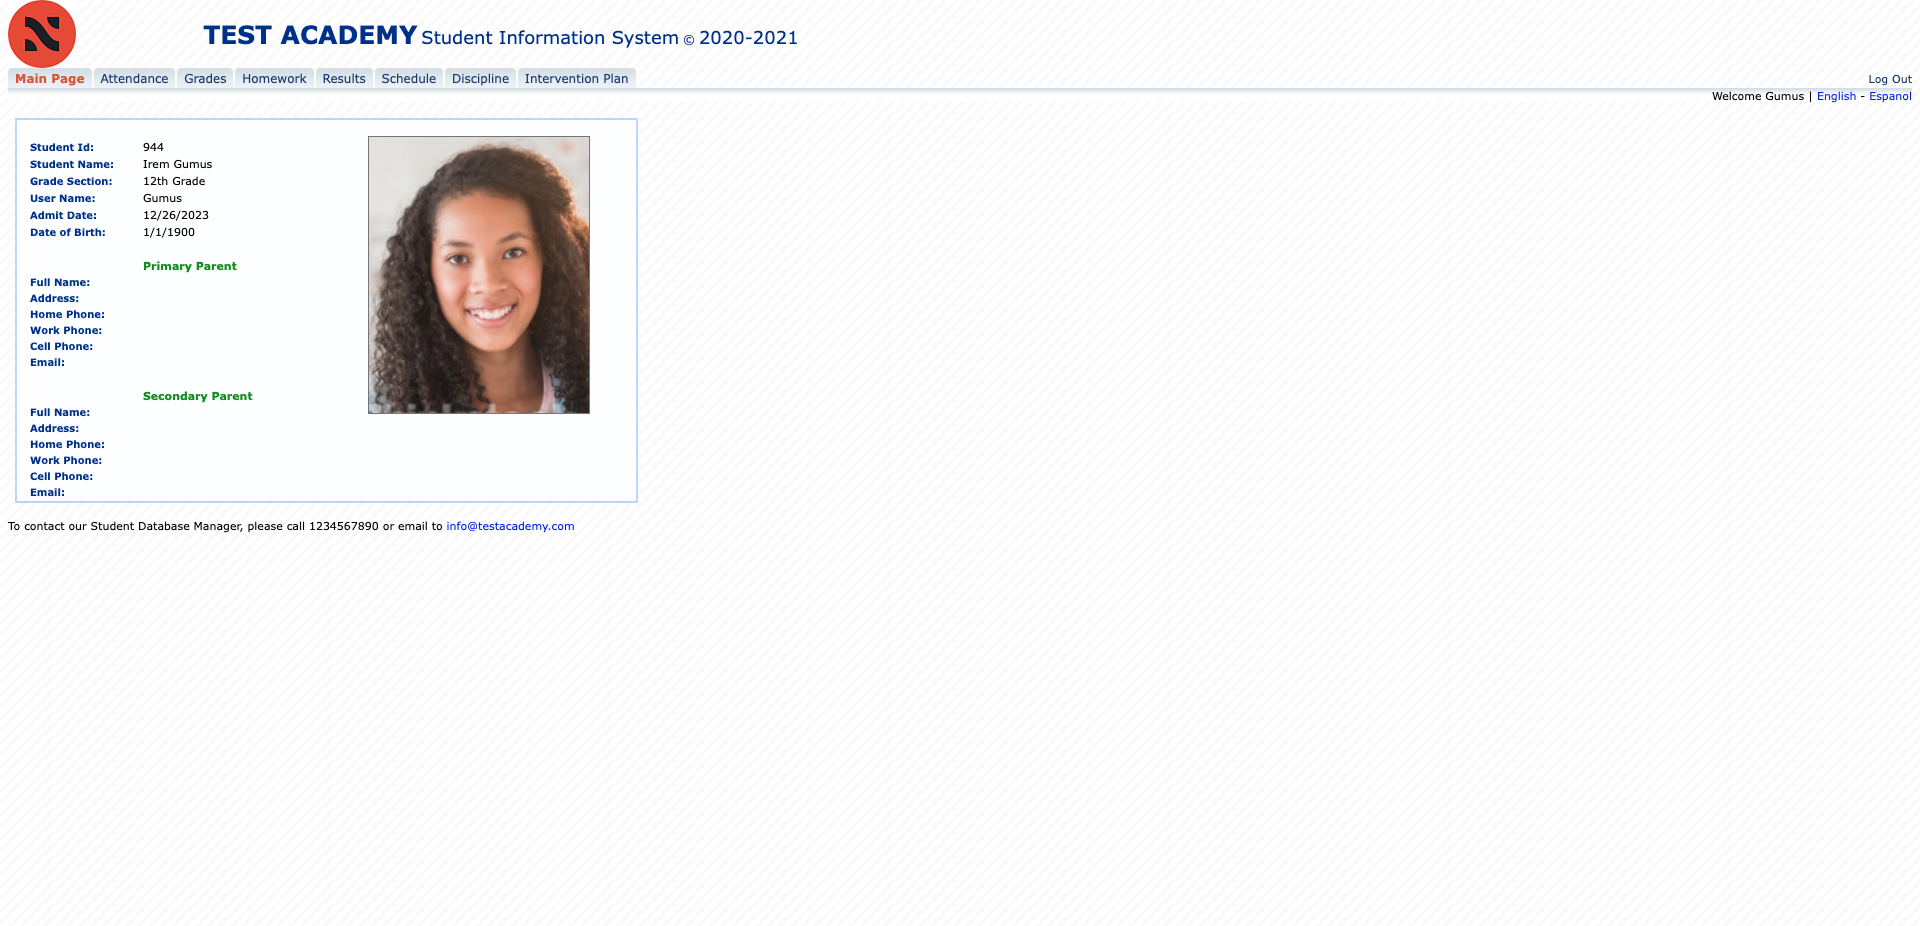 TEST ACADEMY Student Information System © 2020-2021
Main Page Attendance Grades Homework Results Schedule Discipline Intervention Plan Log Out
Welcome Gumus | English - Espanol
Student Id: 944
Student Name: Irem Gumus
Grade Section: 12th Grade
User Name: Gumus
Admit Date: 12/26/2023
Date of Birth: 1/1/1900
Primary Parent
Full Name:
Address:
Home Phone:
Work Phone:
Cell Phone:
Email:
Secondary Parent
Full Name:
Address:
Home Phone:
Work Phone:
Cell Phone:
Email:
To contact our Student Database Manager, please call 1234567890 or email to info@testacademy.com